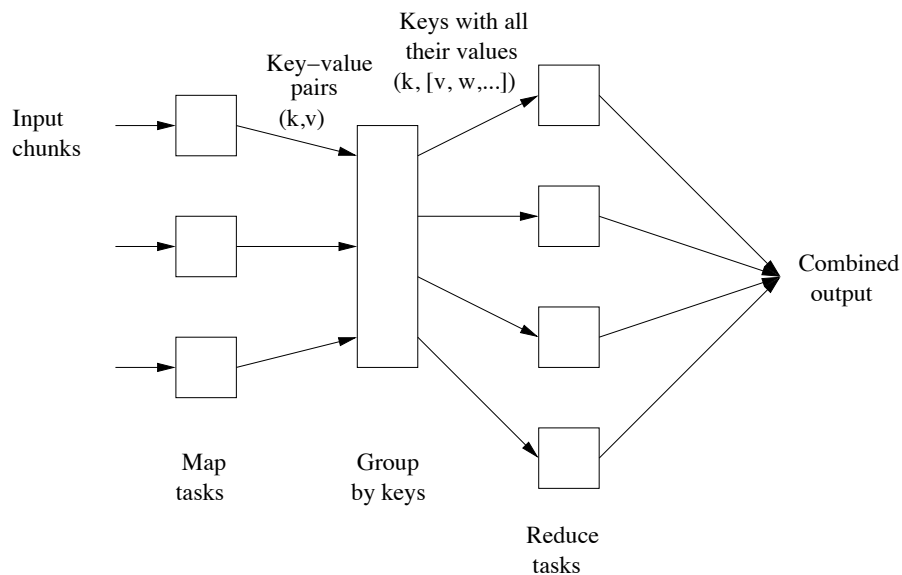 Keys with all
their values
(k, [v, w,...])
Key−value
pairs
(k,v)
Input
chunks
Combined
output
Map
tasks
Group
by keys
Reduce
tasks